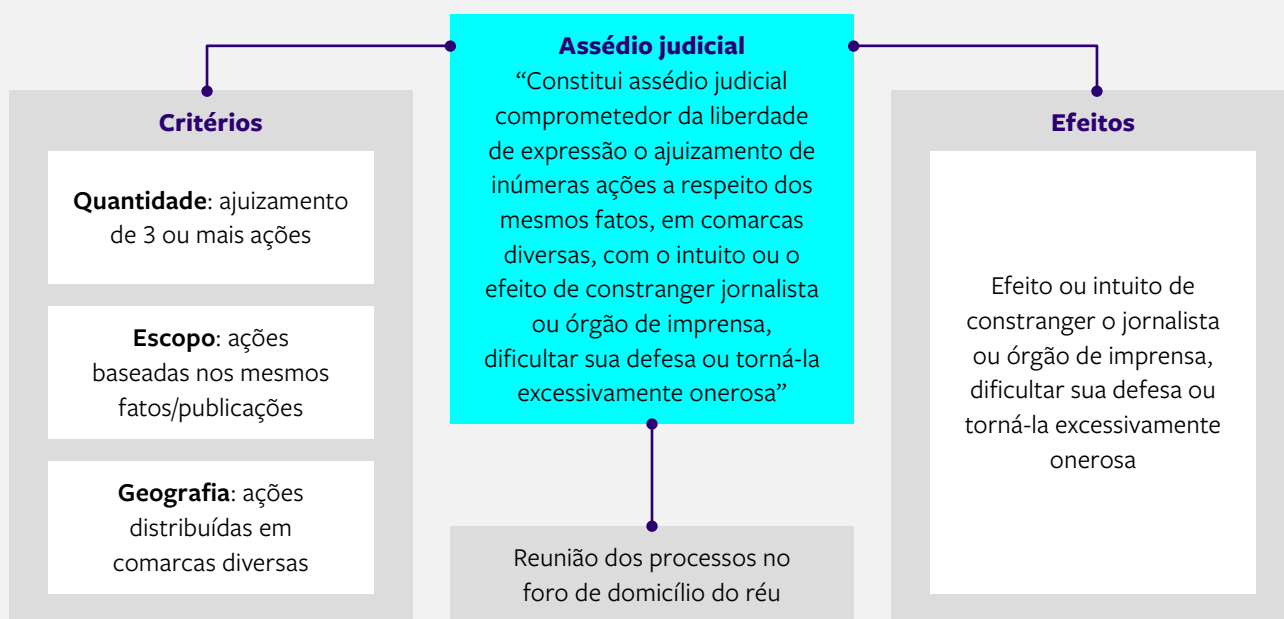 Assédio judicial
“Constitui assédio judicial
comprometedor da liberdade
de expressão o ajuizamento de
inúmeras ações a respeito dos
mesmos fatos, em comarcas
diversas, com o intuito ou o
efeito de constranger jornalista
ou órgão de imprensa,
dificultar sua defesa ou torná-la
excessivamente onerosa”
Critérios
Quantidade: ajuizamento
de 3 ou mais ações
Escopo: ações
baseadas nos mesmos
fatos/publicações
Geografia: ações
distribuídas em
comarcas diversas
Reunião dos processos no
foro de domicílio do réu
Efeitos
Efeito ou intuito de
constranger o jornalista
ou órgão de imprensa,
dificultar sua defesa ou
torná-la excessivamente
onerosa